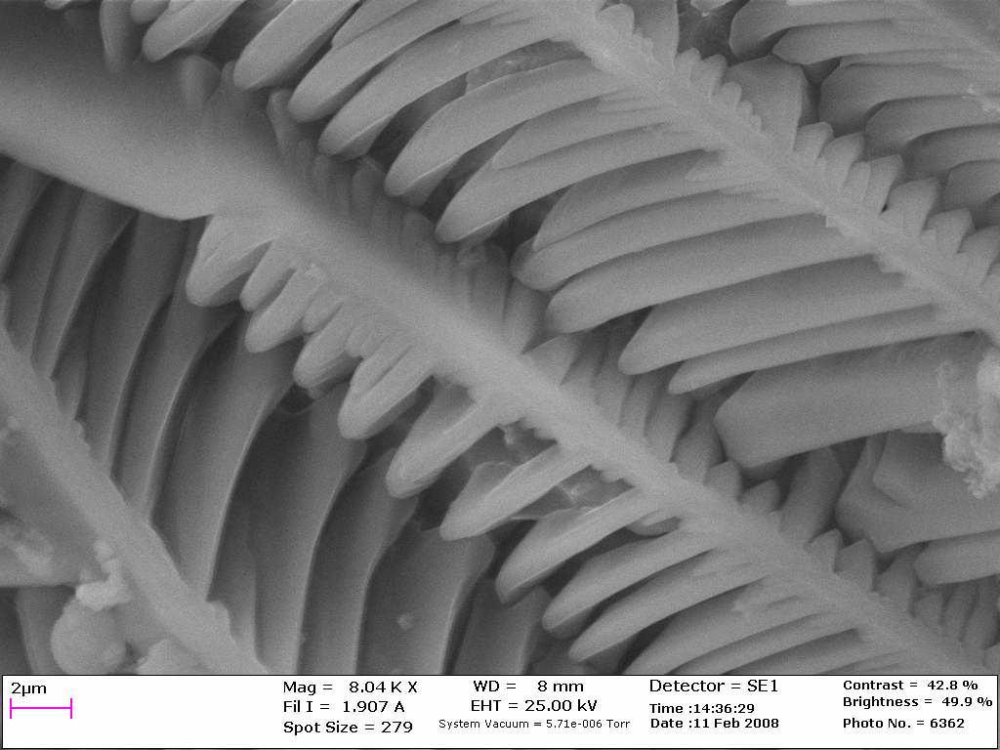 2µm
Mag = 8.04 K X
Fil I = 1.907 A
Spot Size = 279
WD = 8 mm
EHT = 25.00 kV
System Vacuum = 5.71e-006 Torr
Detector = SE1
Time :14:36:29
Date :11 Feb 2008
Contrast = 42.8 %
Brightness = 49.9 %
Photo No. = 6362